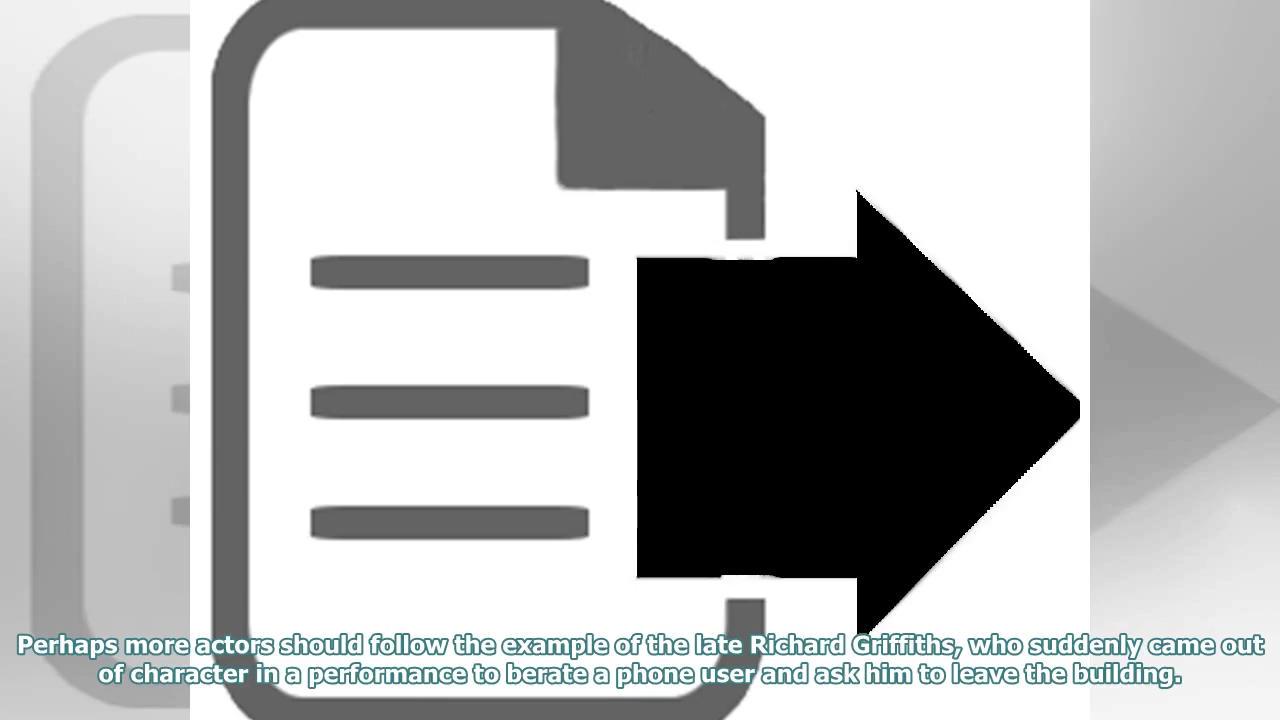 Perhaps more actors should follow the example of the late Richard Griffiths, who suddenly came out
of character in a performance to berate a phone user and ask him to leave the building.